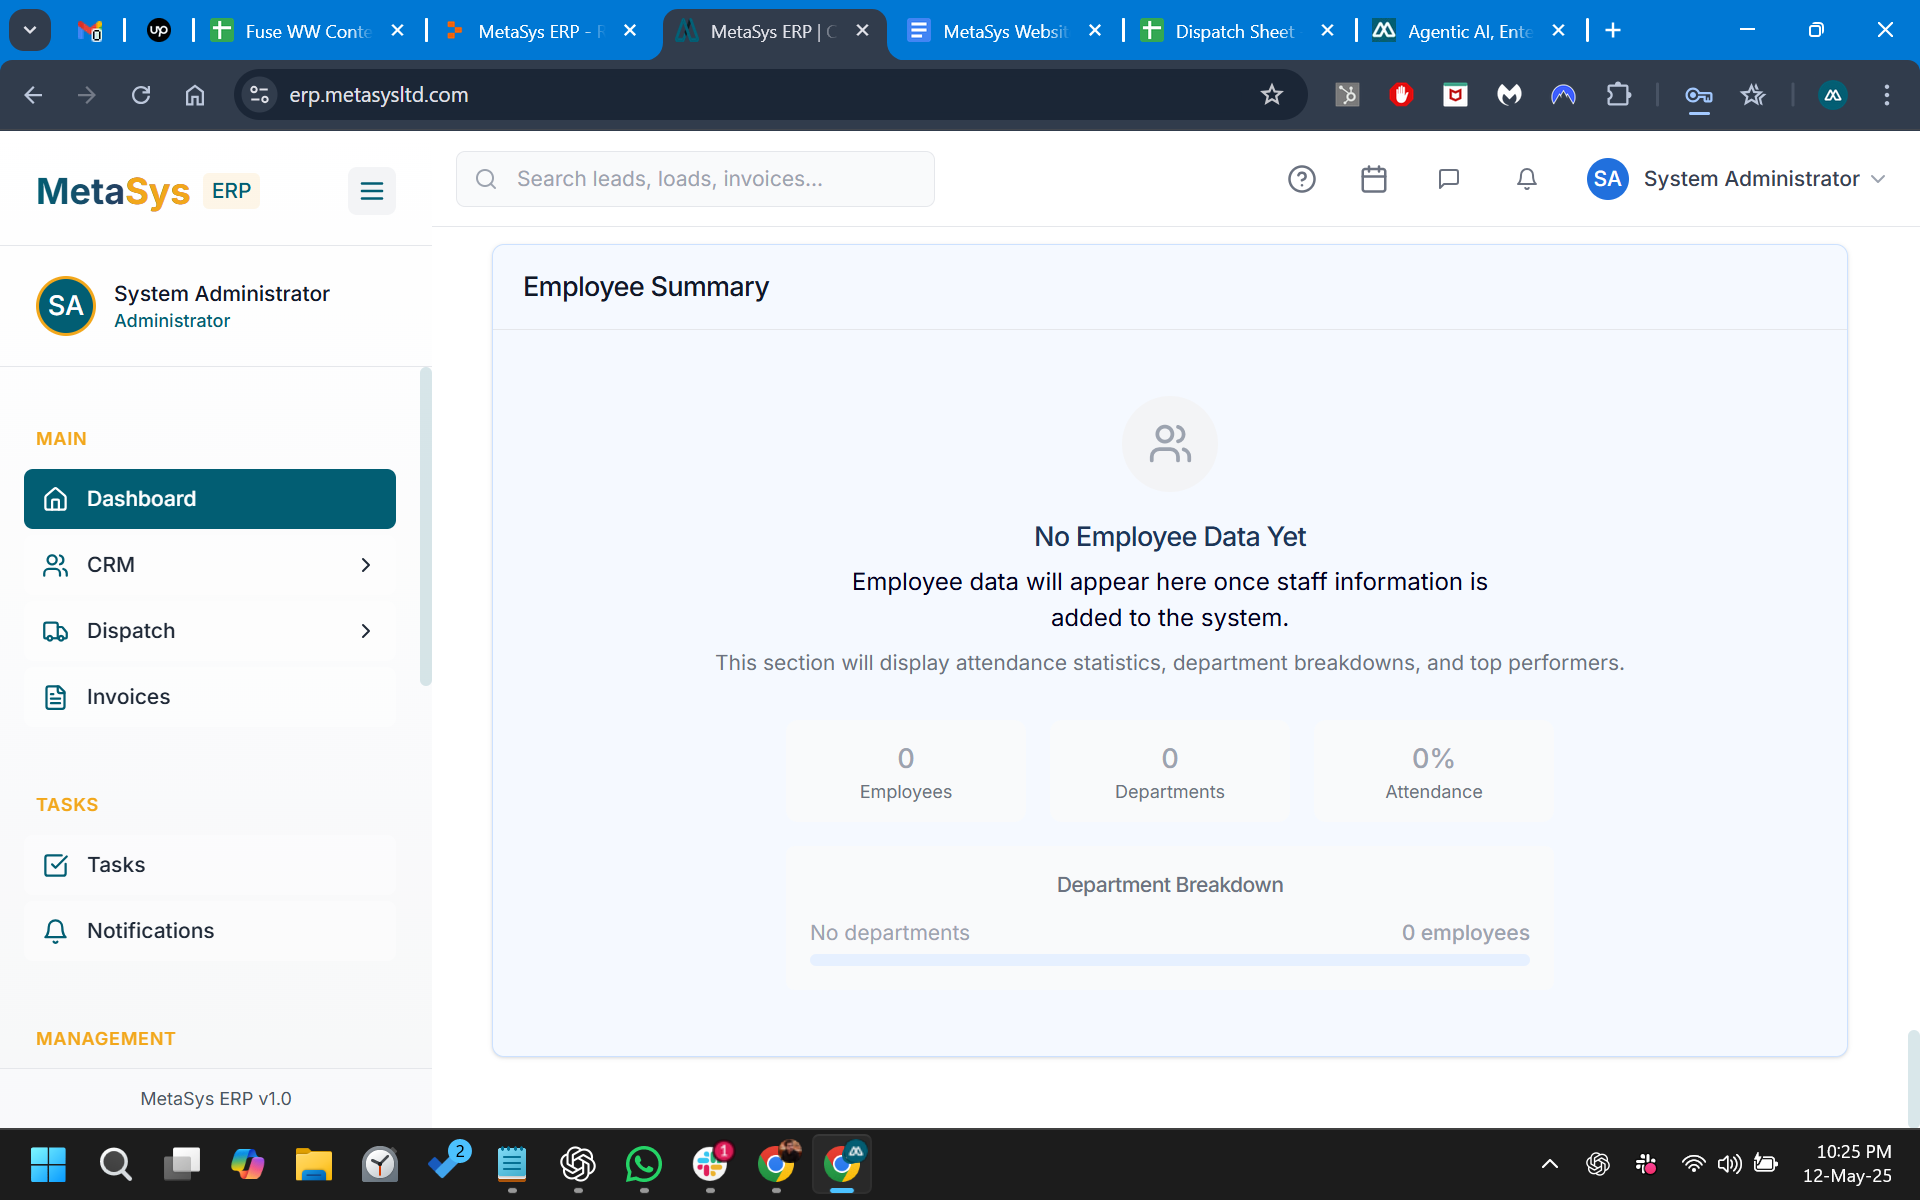 Fuse WW Conte
MetaSys ERP - R
MetaSys ERP | C
MetaSys Websit
Dispatch Sheet
Agentic AI, Ente
erp.metasysltd.com
MetaSys ERP
Search leads, loads, invoices...
SA System Administrator
SA
System Administrator
Administrator
MAIN
Dashboard
CRM
Dispatch
Invoices
TASKS
Tasks
Notifications
MANAGEMENT
MetaSys ERP v1.0
Employee Summary
No Employee Data Yet
Employee data will appear here once staff information is
added to the system.
This section will display attendance statistics, department breakdowns, and top performers.
0
Employees
0
Departments
0%
Attendance
Department Breakdown
No departments 0 employees
2
1
10:25 PM
12-May-25